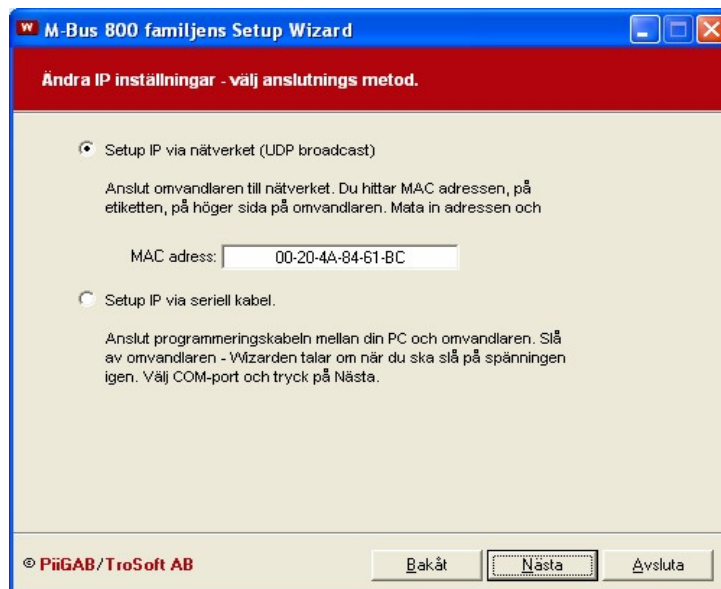 M-Bus 800 familjens Setup Wizard
Ändra IP inställningar - välj anslutnings metod.
Setup IP via nätverket (UDP broadcast)
Anslut omvandlaren till nätverket. Du hittar MAC adressen, på
etiketten, på höger sida på omvandlaren. Mata in adressen och
MAC adress: 00-20-4A-84-61-BC
Setup IP via seriell kabel.
Anslut programmeringskabeln mellan din PC och omvandlaren. Slå
av omvandlaren - Wizarden talar om när du ska slå på spänningen
igen. Välj COM-port och tryck på Nästa.
© PiiGAB/TroSoft AB Bakåt Nästa Avsluta